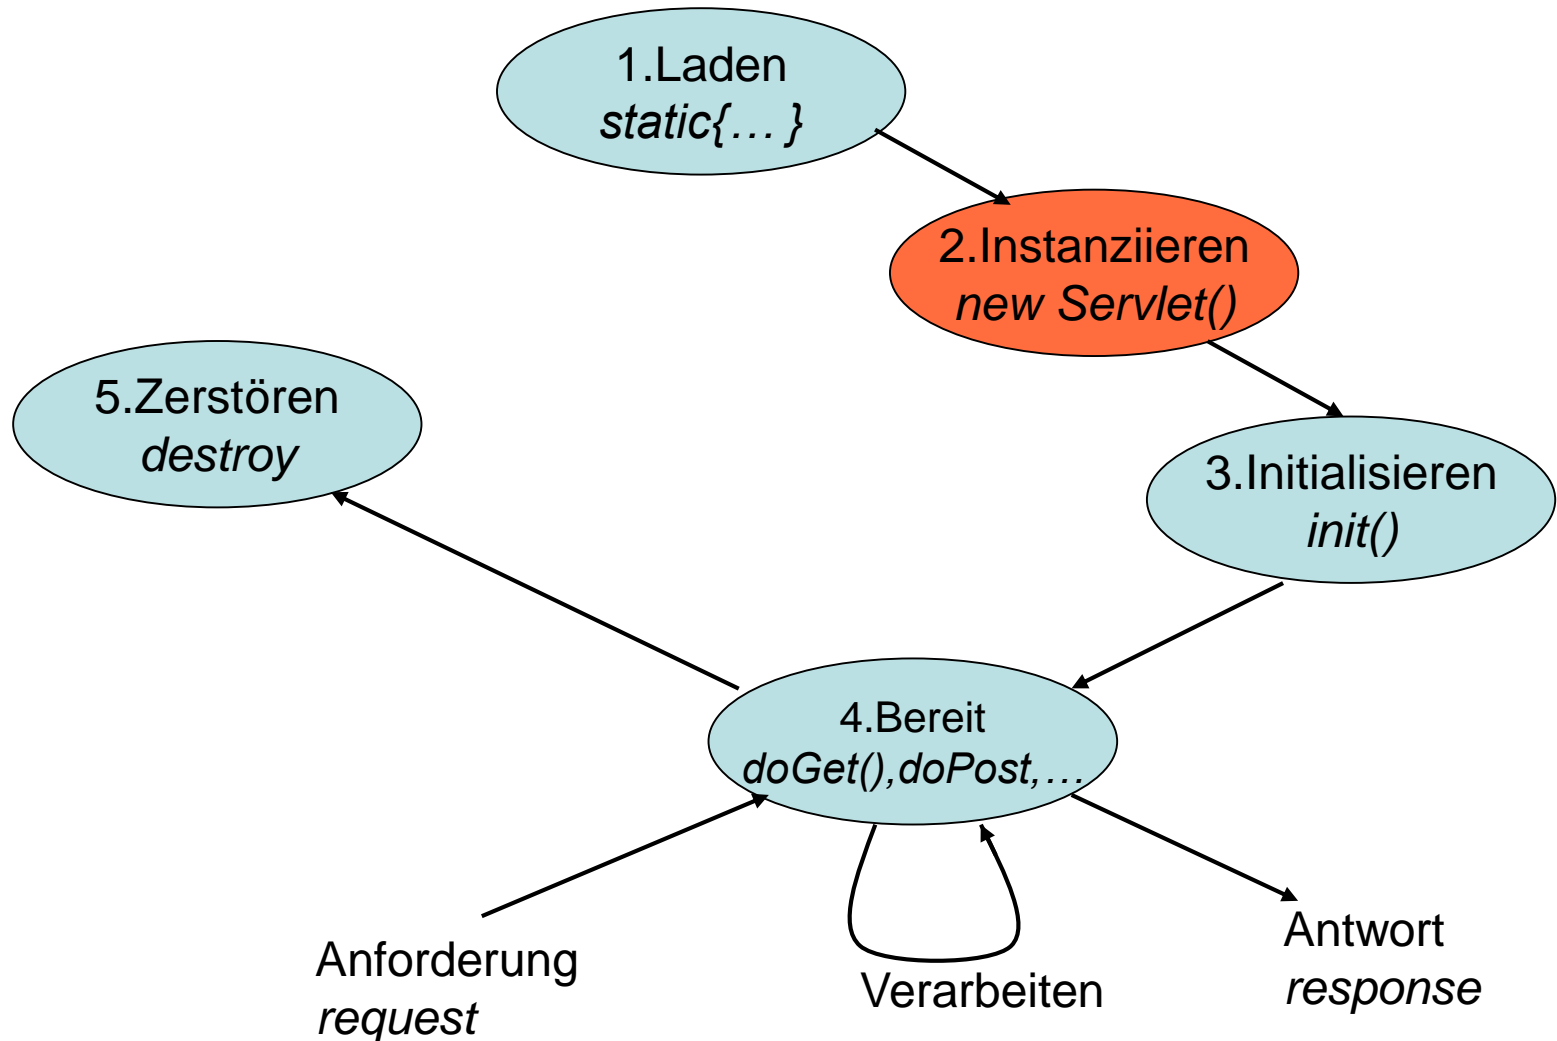 1.Laden
static{… }
2.Instanziieren
new Servlet()
5.Zerstören
destroy
3.Initialisieren
init()
4.Bereit
doGet(),doPost,…
Anforderung
request
Verarbeiten
Antwort
response